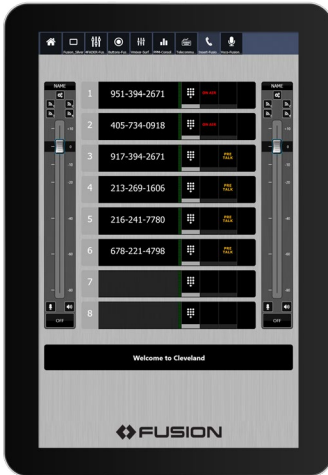 NAME
NAME
1 951-394-2671 ON AIR
2 405-734-0918 ON AIR
3 917-394-2671 PRE TALK
4 213-269-1606 PRE TALK
5 216-241-7780 PRE TALK
6 678-221-4798 PRE TALK
7
8
OFF
OFF
Welcome to Cleveland
FUSION